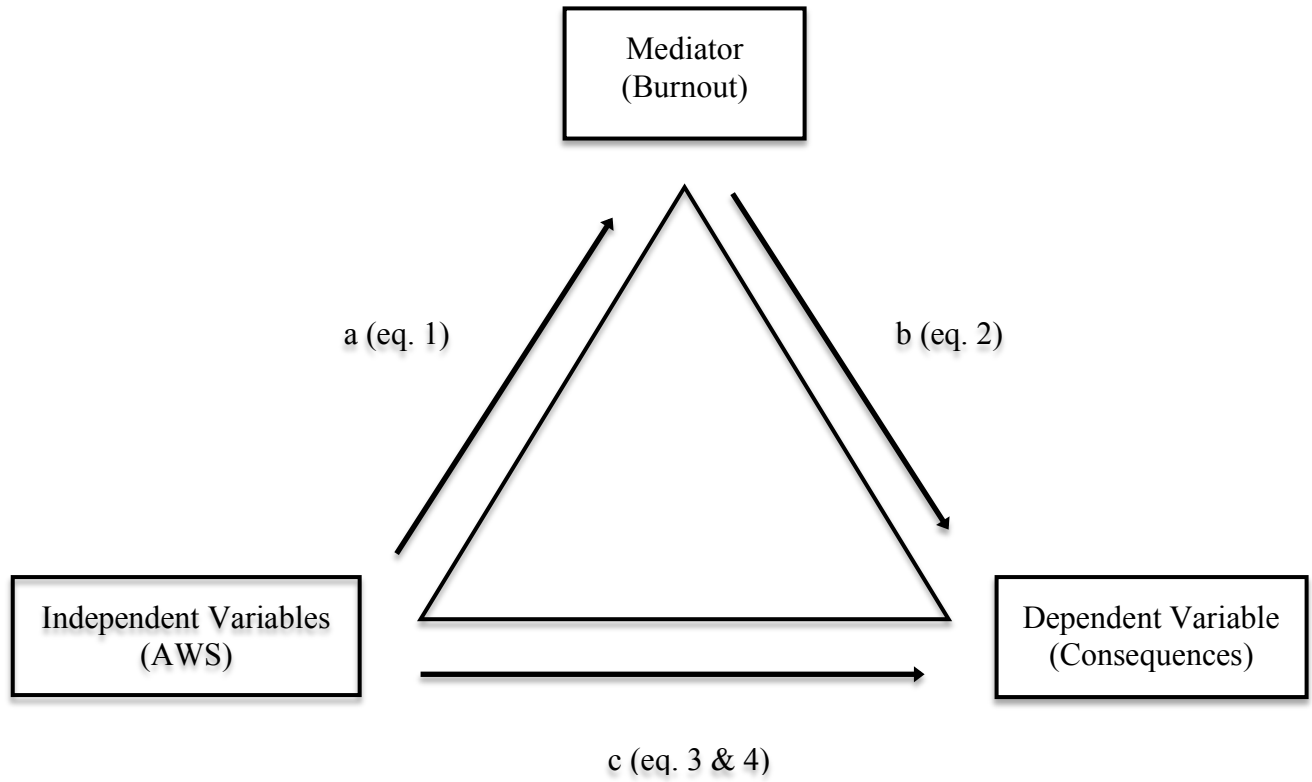 Mediator
(Burnout)
a (eq. 1)
b (eq. 2)
Independent Variables
(AWS)
Dependent Variable
(Consequences)
c (eq. 3 & 4)